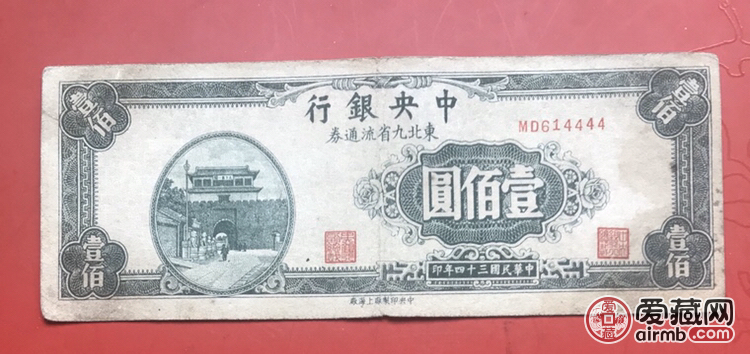 中央銀行
東北九省流通券
MD614444
壹佰圓
中華民國三十四年印
壹佰
壹佰
壹佰
壹佰
爱藏网
airmb.com